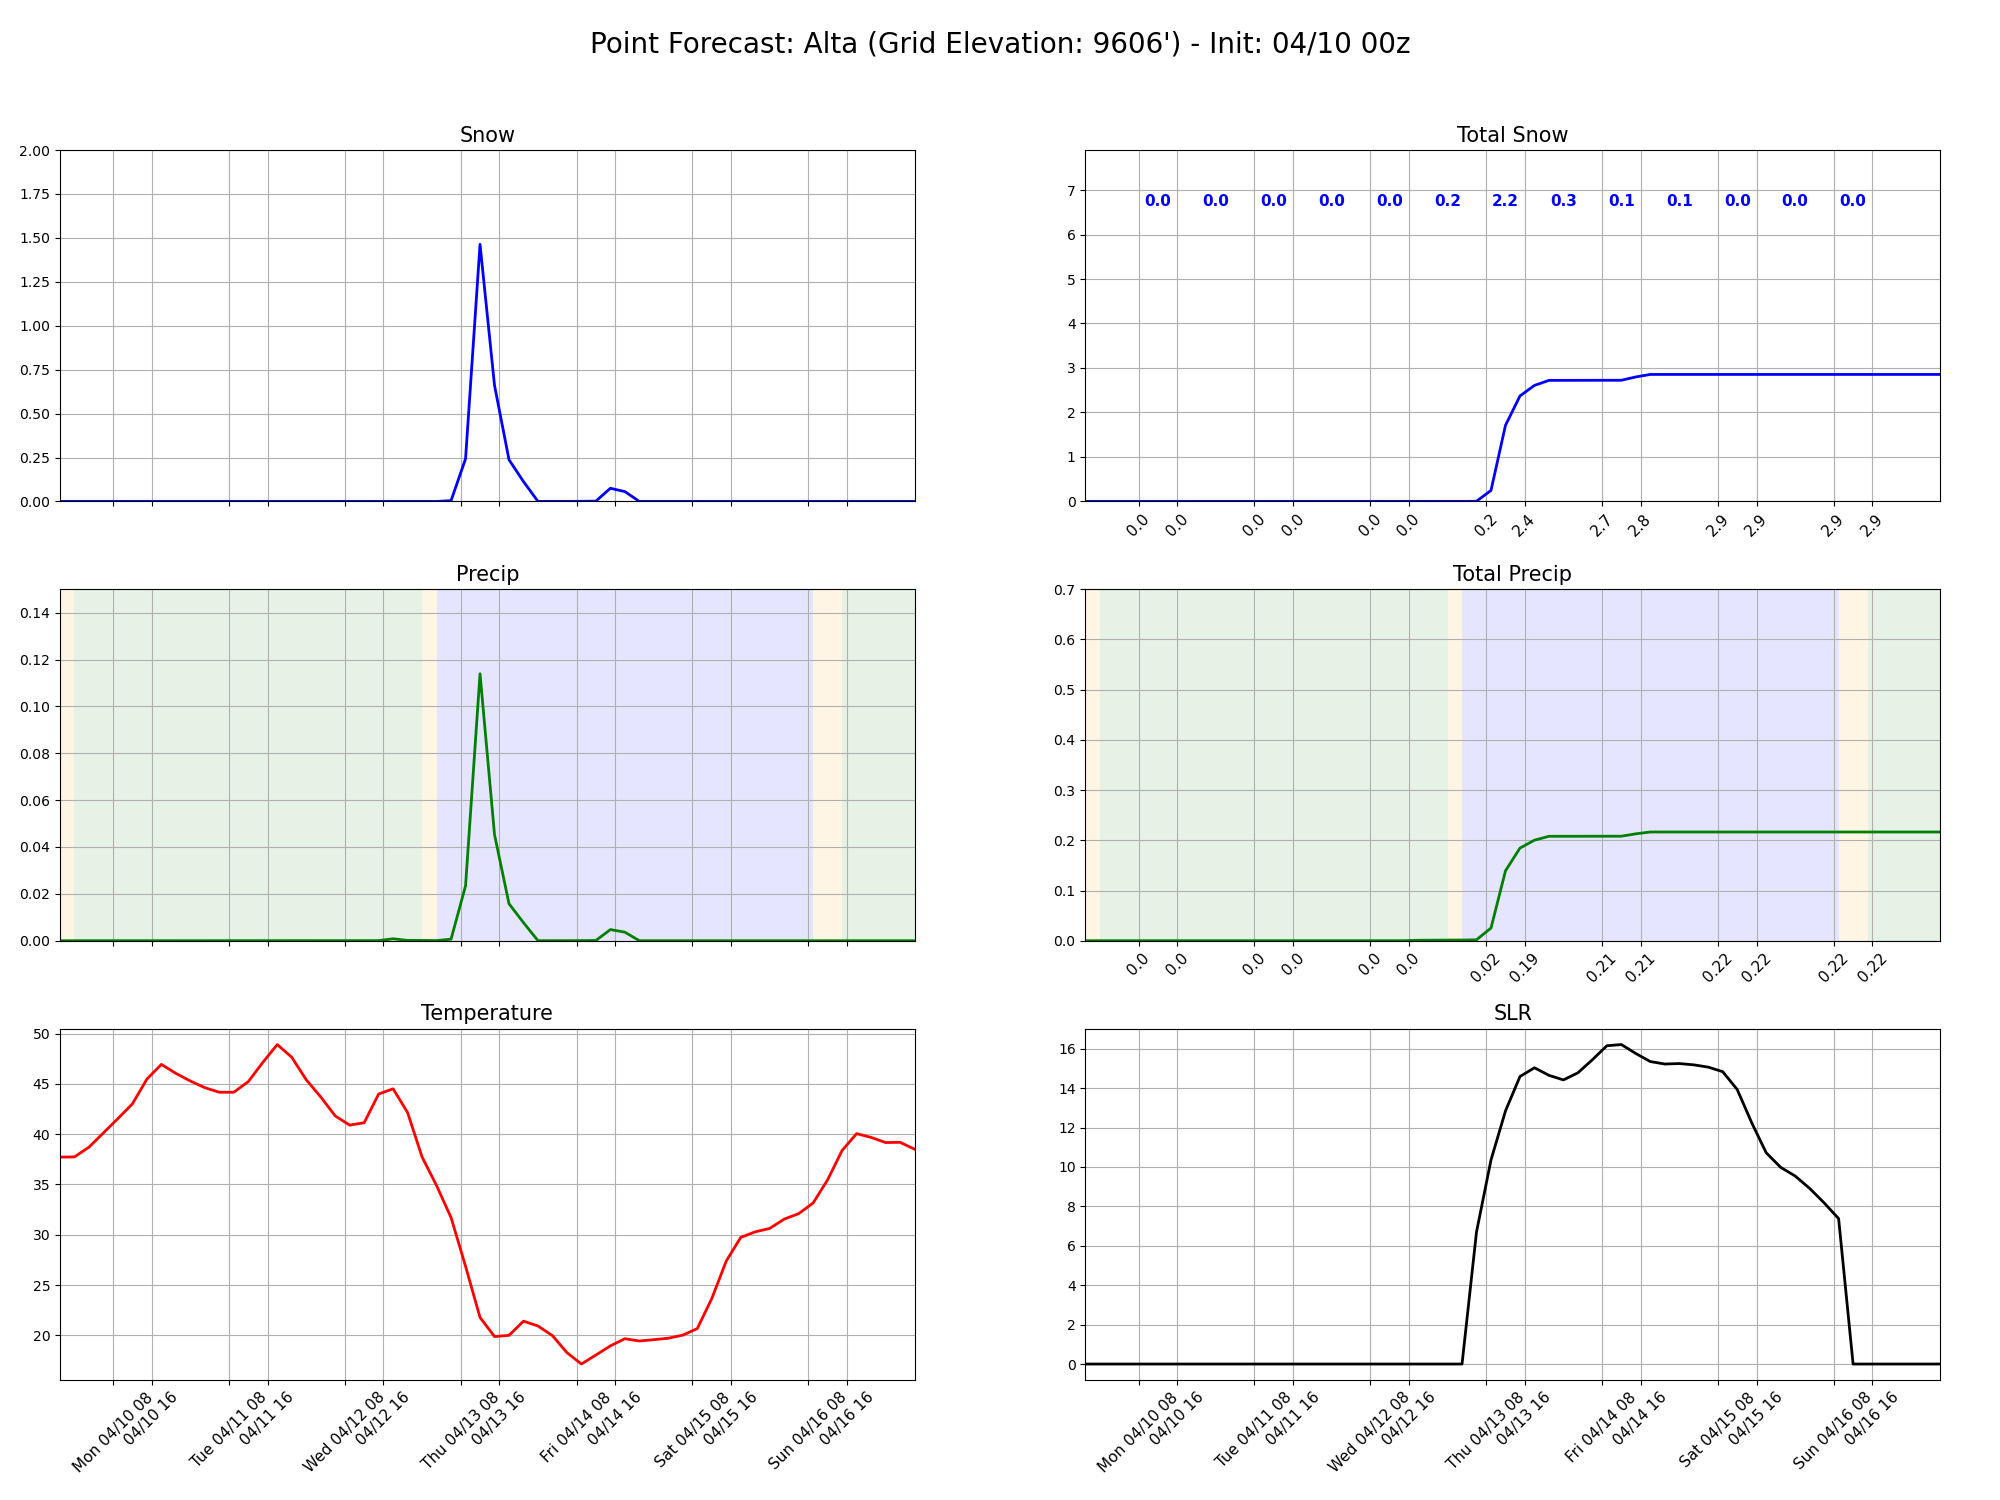 Point Forecast: Alta (Grid Elevation: 9606') - Init: 04/10 00z
Snow
2.00
1.75
1.50
1.25
1.00
0.75
0.50
0.25
0.00
Total Snow
7
6
5
4
3
2
1
0
0.0 0.0 0.0 0.0 0.0 0.2 2.2 0.3 0.1 0.1 0.0 0.0 0.0
0.0 0.0 0.0 0.0 0.0 0.0 0.2 2.4 2.7 2.8 2.9 2.9 2.9 2.9
Precip
0.14
0.12
0.10
0.08
0.06
0.04
0.02
0.00
Total Precip
0.7
0.6
0.5
0.4
0.3
0.2
0.1
0.0
0.0 0.0 0.0 0.0 0.0 0.0 0.02 0.19 0.21 0.21 0.22 0.22 0.22 0.22
Temperature
50
45
40
35
30
25
20
Mon 04/10 08
04/10 16
Tue 04/11 08
04/11 16
Wed 04/12 08
04/12 16
Thu 04/13 08
04/13 16
Fri 04/14 08
04/14 16
Sat 04/15 08
04/15 16
Sun 04/16 08
04/16 16
SLR
16
14
12
10
8
6
4
2
0
Mon 04/10 08
04/10 16
Tue 04/11 08
04/11 16
Wed 04/12 08
04/12 16
Thu 04/13 08
04/13 16
Fri 04/14 08
04/14 16
Sat 04/15 08
04/15 16
Sun 04/16 08
04/16 16